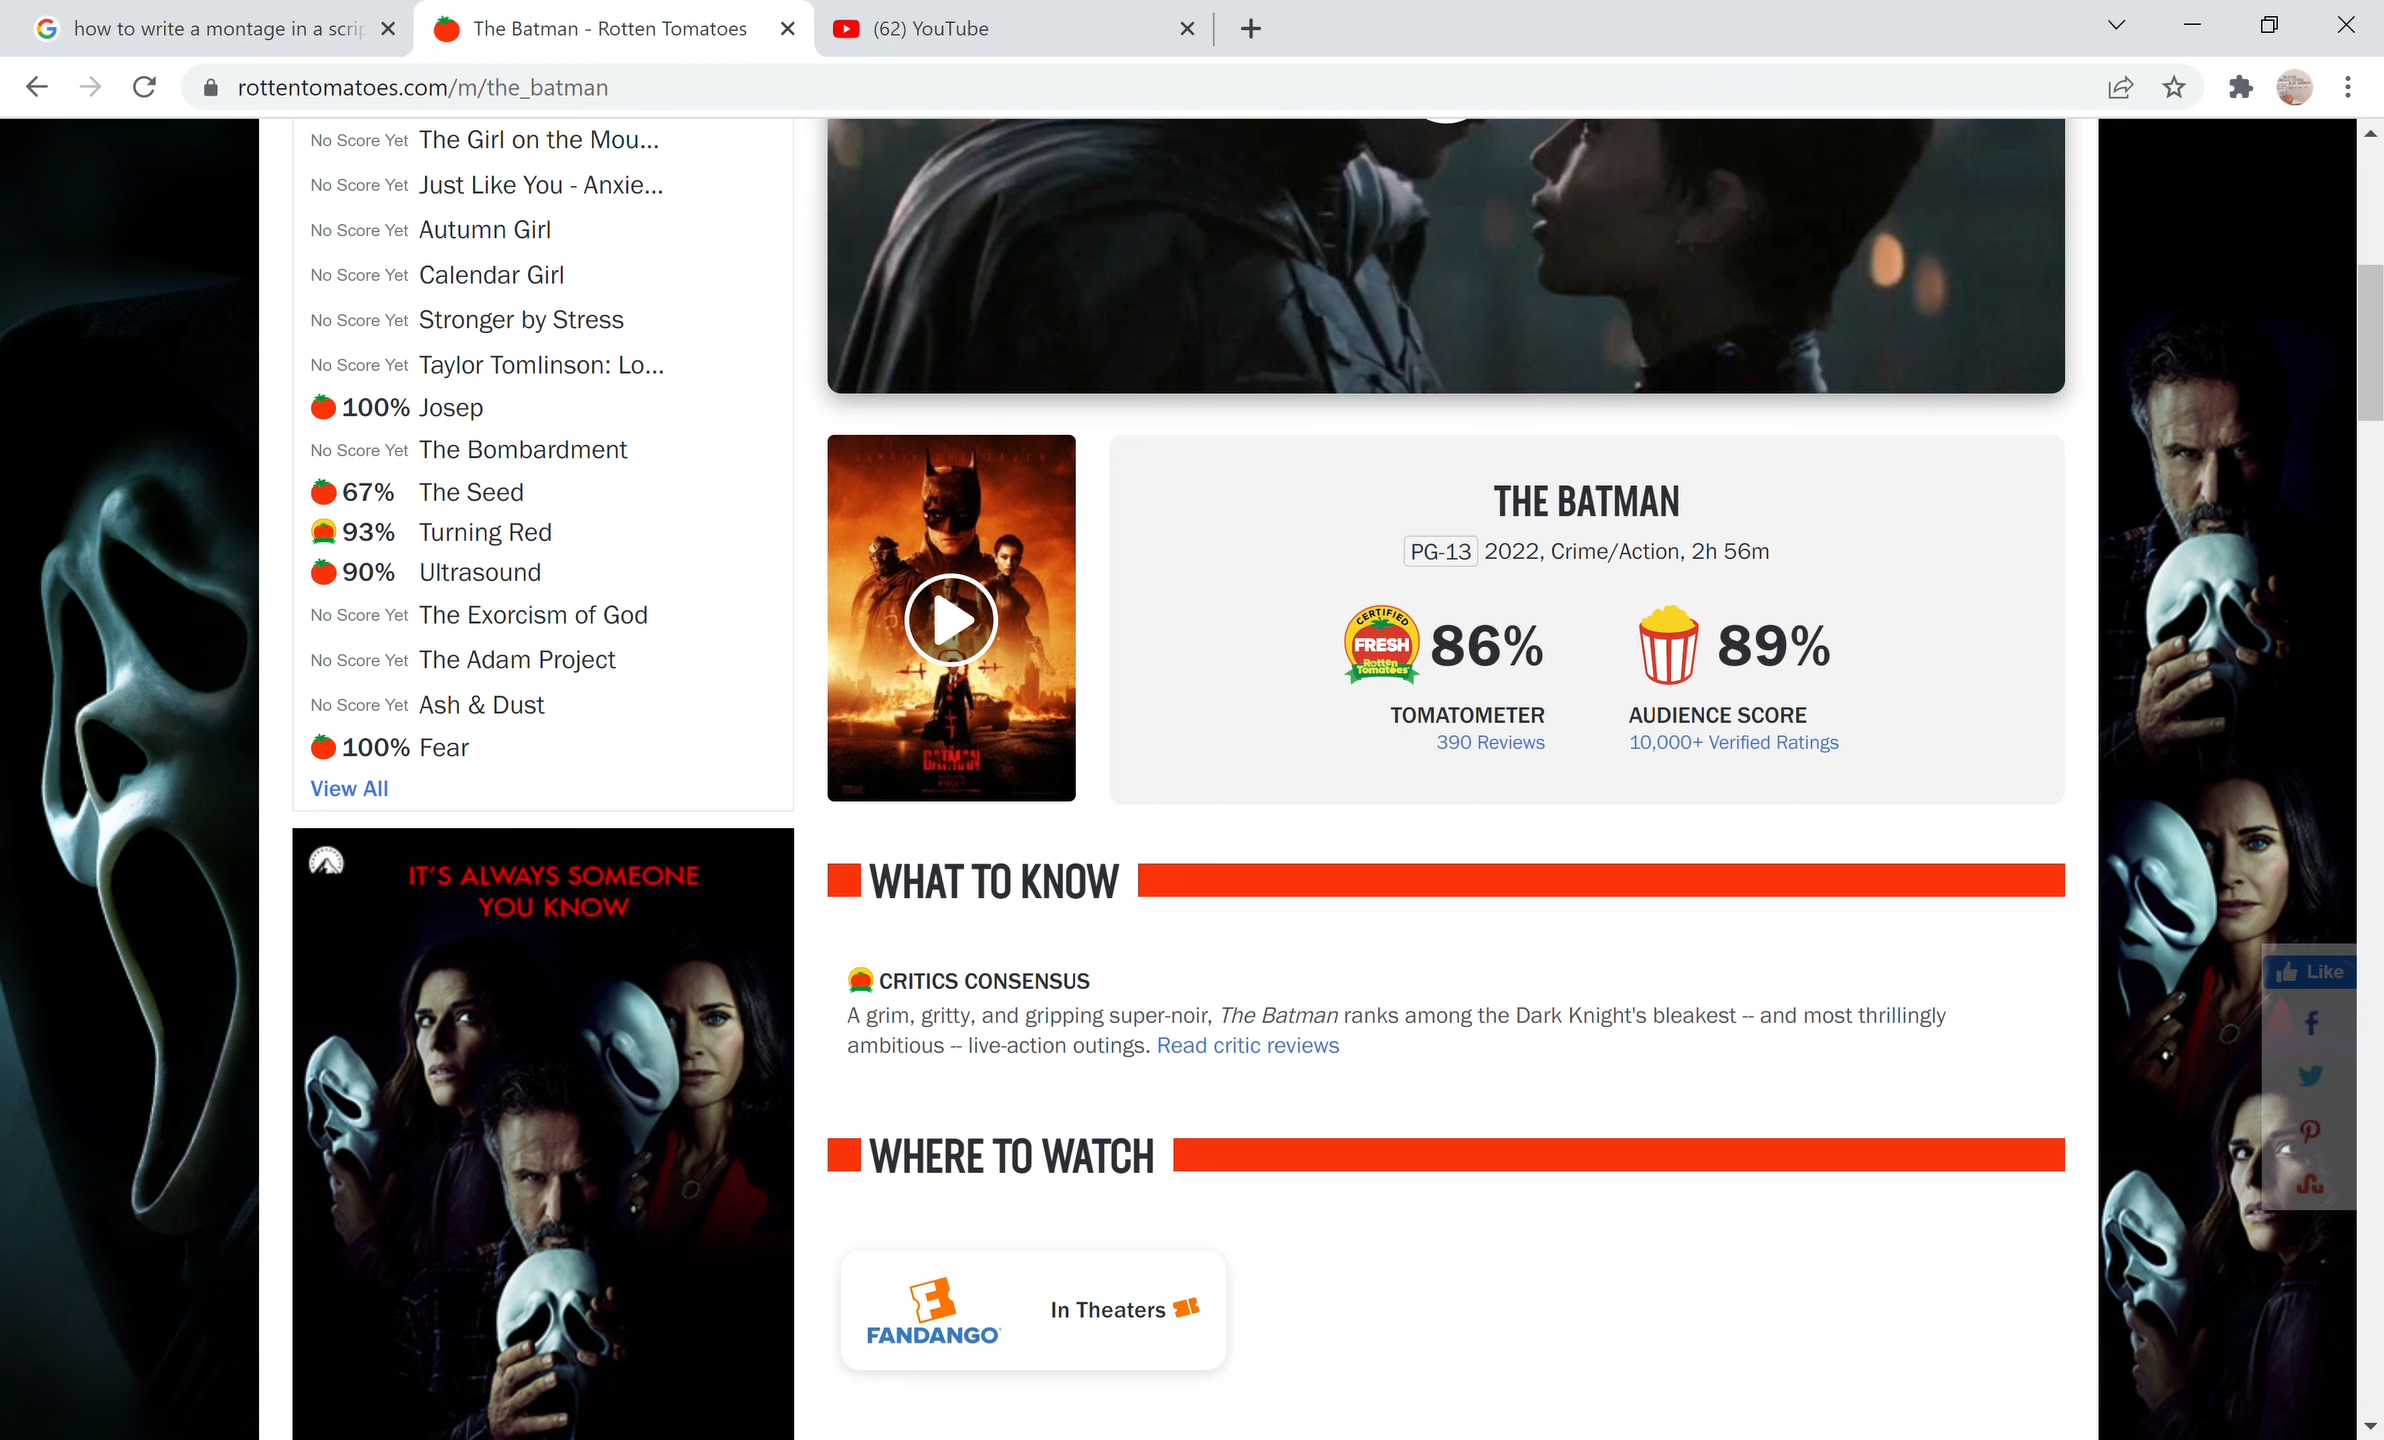 how to write a montage in a scrip
The Batman - Rotten Tomatoes
(62) YouTube
rottentomatoes.com/m/the_batman
No Score Yet The Girl on the Mou...
No Score Yet Just Like You - Anxie...
No Score Yet Autumn Girl
No Score Yet Calendar Girl
No Score Yet Stronger by Stress
No Score Yet Taylor Tomlinson: Lo...
100% Josep
No Score Yet The Bombardment
67% The Seed
93% Turning Red
90% Ultrasound
No Score Yet The Exorcism of God
No Score Yet The Adam Project
No Score Yet Ash & Dust
100% Fear
View All
IT'S ALWAYS SOMEONE
YOU KNOW
BATMAN
THE BATMAN
PG-13 2022, Crime/Action, 2h 56m
CERTIFIED
FRESH
Rotten
Tomatoes
86%
89%
TOMATOMETER
390 Reviews
AUDIENCE SCORE
10,000+ Verified Ratings
WHAT TO KNOW
CRITICS CONSENSUS
A grim, gritty, and gripping super-noir, The Batman ranks among the Dark Knight's bleakest -- and most thrillingly
ambitious -- live-action outings. Read critic reviews
WHERE TO WATCH
FANDANGO
In Theaters
Like